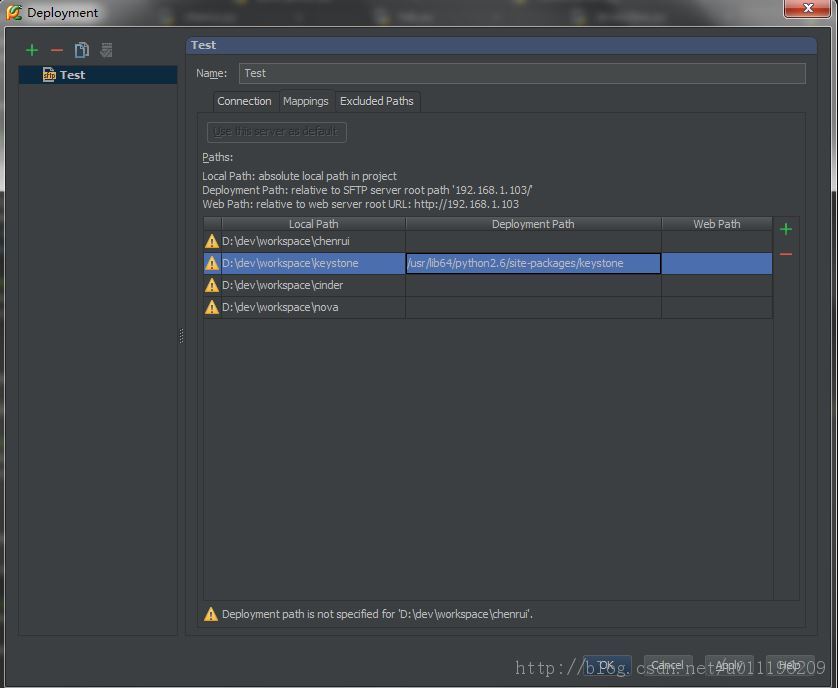 Deployment
Test
Test
Name:
Test
Connection
Mappings
Excluded Paths
Use this server as default
Paths:
Local Path: absolute local path in project
Deployment Path: relative to SFTP server root path '192.168.1.103/'
Web Path: relative to web server root URL: http://192.168.1.103
Local Path
Deployment Path
Web Path
D:\dev\workspace\chenrui
D:\dev\workspace\keystone
/usr/lib64/python2.6/site-packages/keystone
D:\dev\workspace\cinder
D:\dev\workspace\nova
Deployment path is not specified for 'D:\dev\workspace\chenrui'.
OK
Cancel
Apply
Help
http://blog.csdn.net/u011196209